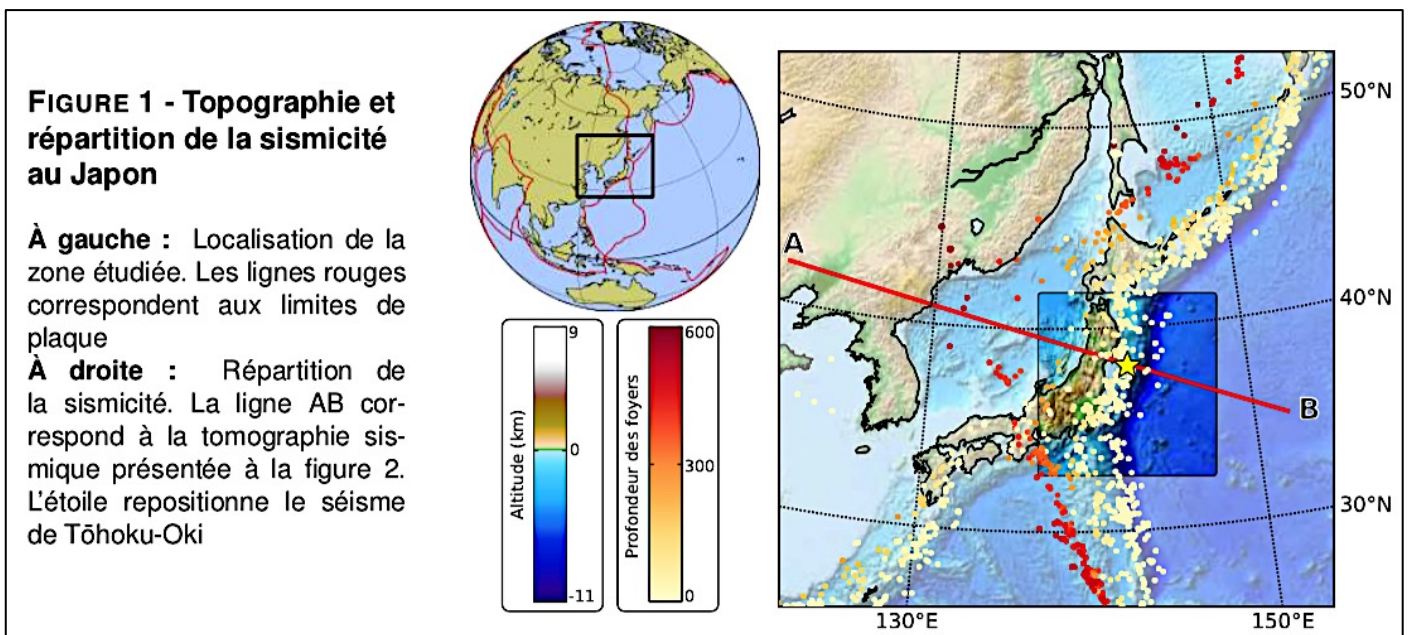 FIGURE 1 - Topographie et
répartition de la sismicité
au Japon
À gauche : Localisation de la
zone étudiée. Les lignes rouges
correspondent aux limites de
plaque
À droite : Répartition de
la sismicité. La ligne AB cor-
respond à la tomographie sis-
mique présentée à la figure 2.
L'étoile repositionne le séisme
de Tōhoku-Oki
Altitude (km)
9
0
-11
Profondeur des foyers
600
300
0
A
B
50°N
40°N
30°N
130°E
150°E